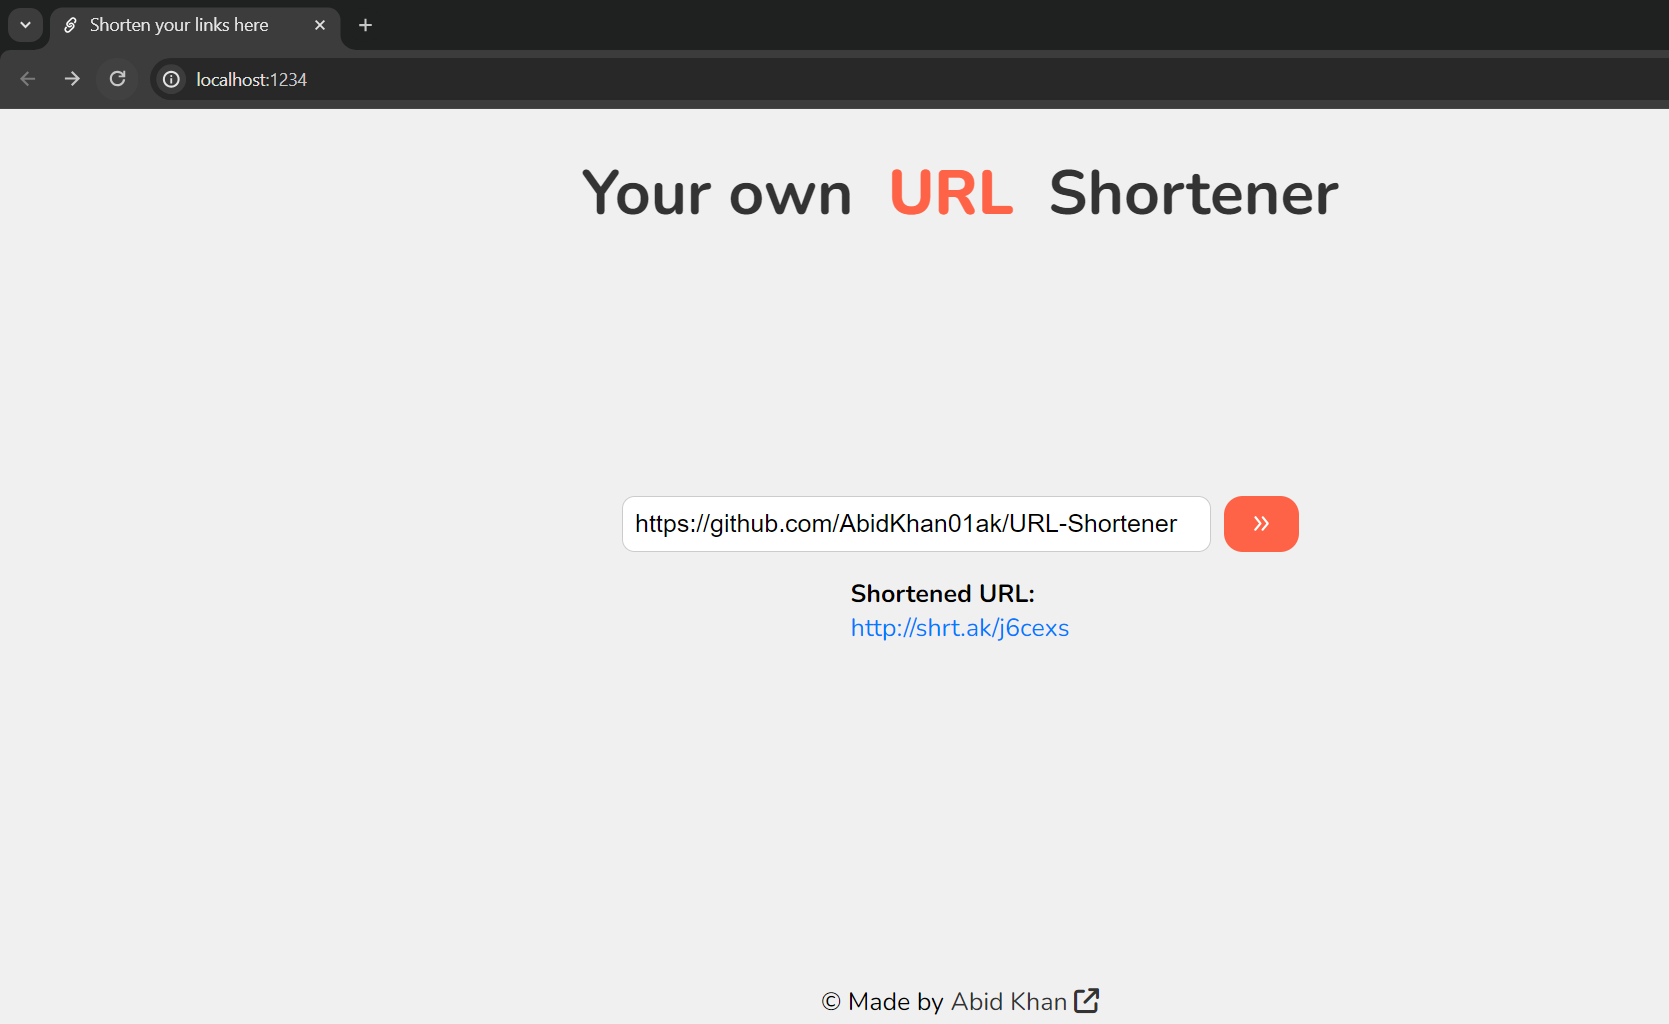 Shorten your links here
localhost:1234
Your own URL Shortener
https://github.com/AbidKhan01ak/URL-Shortener
Shortened URL:
http://shrt.ak/j6cexs
© Made by Abid Khan